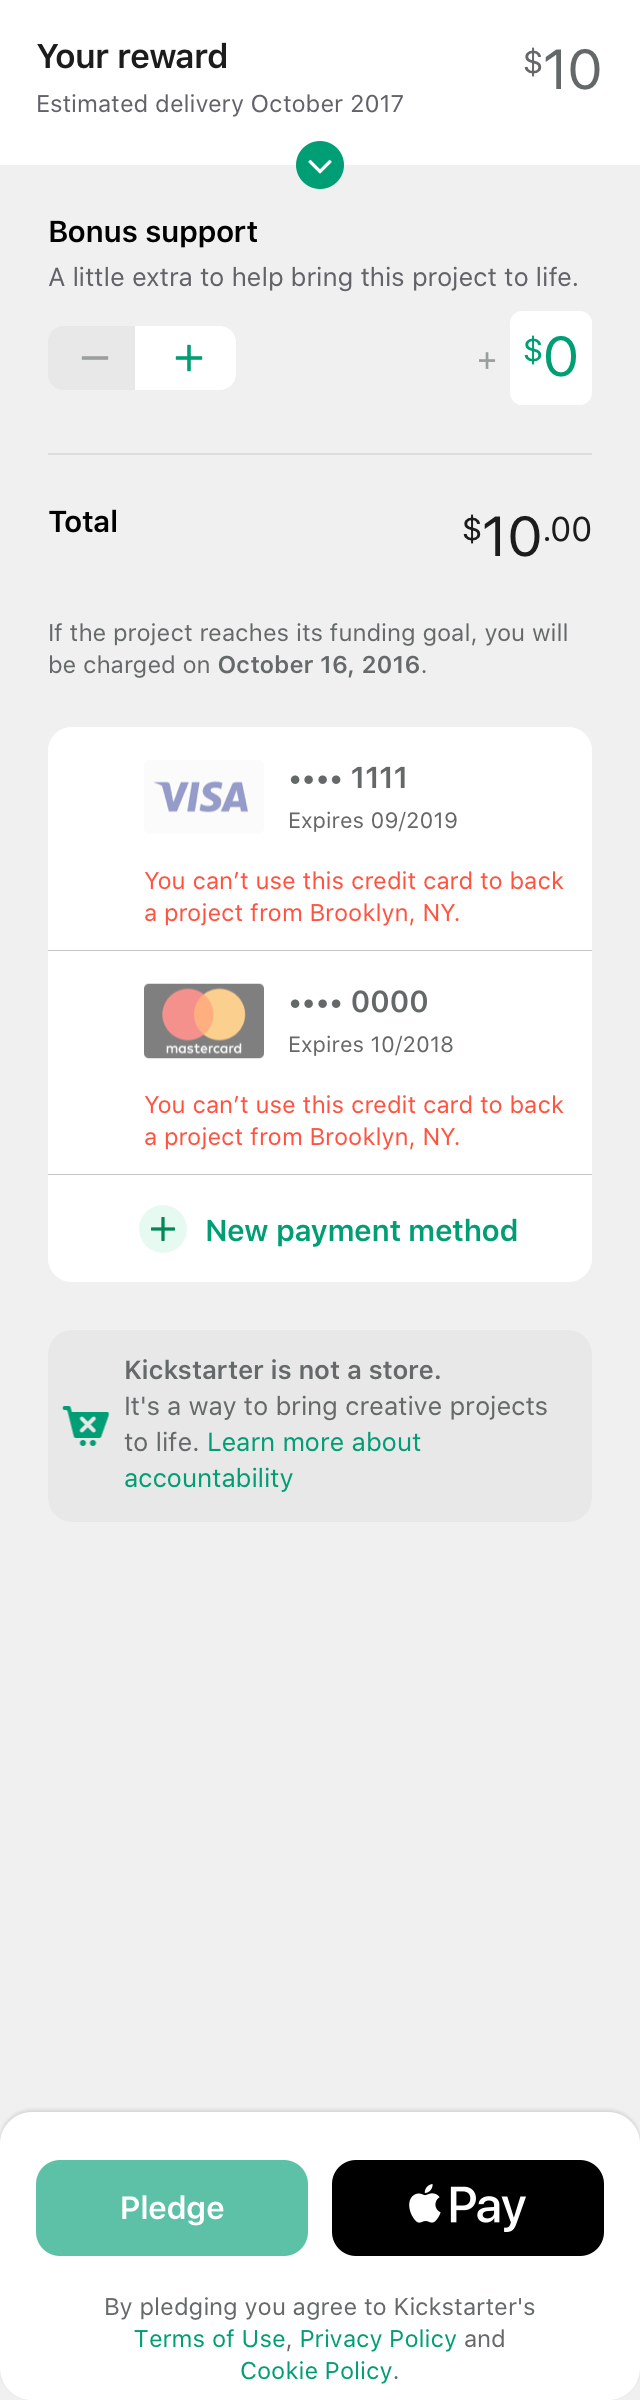 Your reward
$10
Estimated delivery October 2017
Bonus support
A little extra to help bring this project to life.
+ $0
Total
$10.00
If the project reaches its funding goal, you will
be charged on October 16, 2016.
VISA
•••• 1111
Expires 09/2019
You can’t use this credit card to back
a project from Brooklyn, NY.
mastercard
•••• 0000
Expires 10/2018
You can’t use this credit card to back
a project from Brooklyn, NY.
New payment method
Kickstarter is not a store.
It's a way to bring creative projects
to life. Learn more about
accountability
Pledge
Pay
By pledging you agree to Kickstarter's
Terms of Use, Privacy Policy and
Cookie Policy.